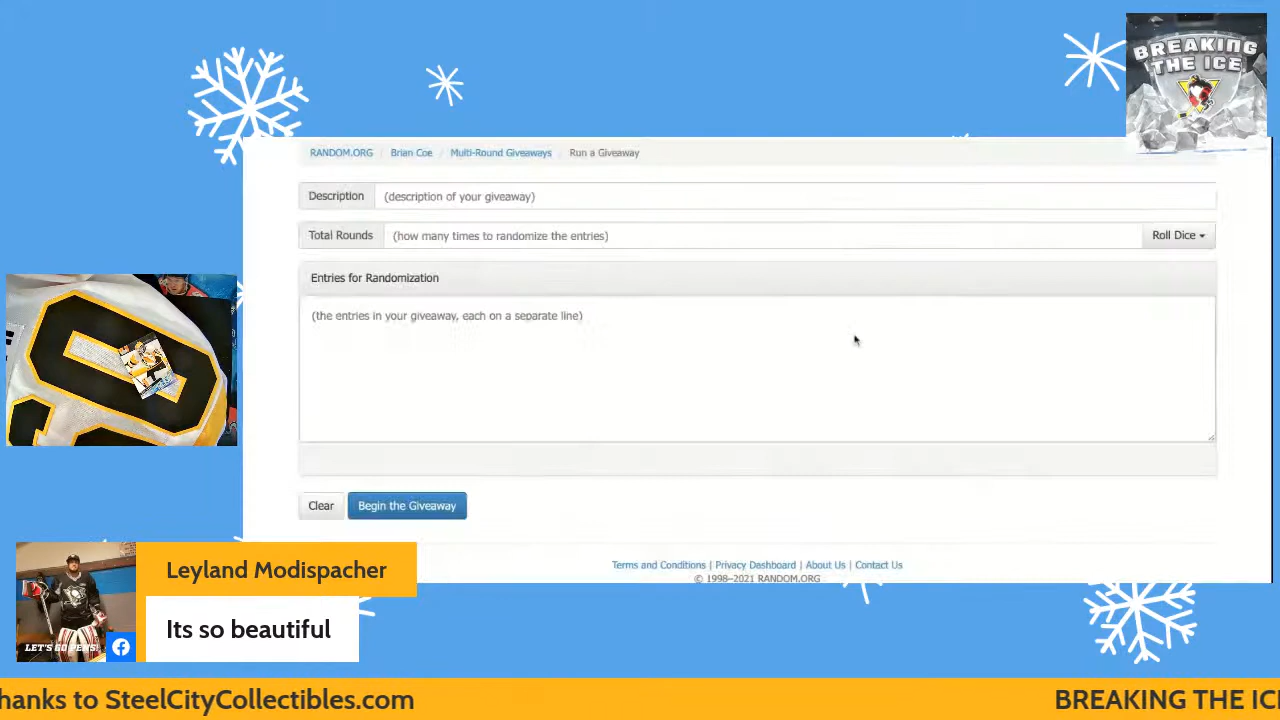 BREAKING
THE ICE
RANDOM.ORG / Brian Coe / Multi-Round Giveaways / Run a Giveaway
Description (description of your giveaway)
Total Rounds (how many times to randomize the entries) Roll Dice
Entries for Randomization
(the entries in your giveaway, each on a separate line)
Clear Begin the Giveaway
Terms and Conditions | Privacy Dashboard | About Us | Contact Us
© 1998–2021 RANDOM.ORG
Leyland Modispacher
Its so beautiful
LET'S GO PENS!
hanks to SteelCityCollectibles.com BREAKING THE ICE